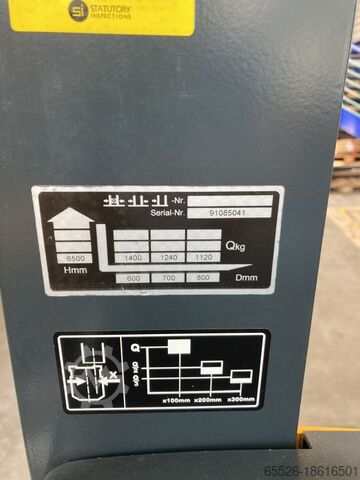 Si STATUTORY
INSPECTIONS
-Nr.
Serial-Nr. 91085041
6500 1400 1240 1120 Qkg
Hmm 600 700 800 Dmm
Q
x
x100mm x200mm x300mm
65526-18616501